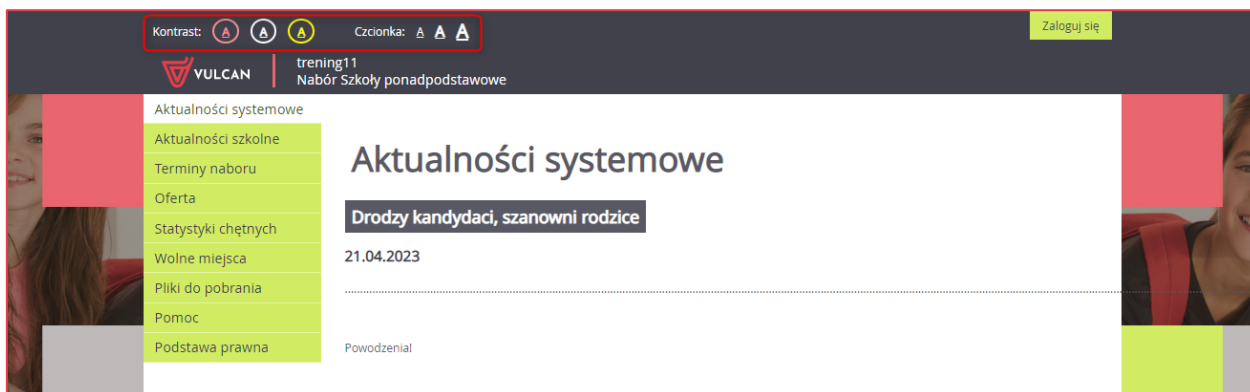 Kontrast: A A A Czcionka: A A A
Zaloguj się
VULCAN
trening11
Nabór Szkoły ponadpodstawowe
Aktualności systemowe
Aktualności szkolne
Terminy naboru
Oferta
Statystyki chętnych
Wolne miejsca
Pliki do pobrania
Pomoc
Podstawa prawna
Aktualności systemowe
Drodzy kandydaci, szanowni rodzice
21.04.2023
Powodzenia!